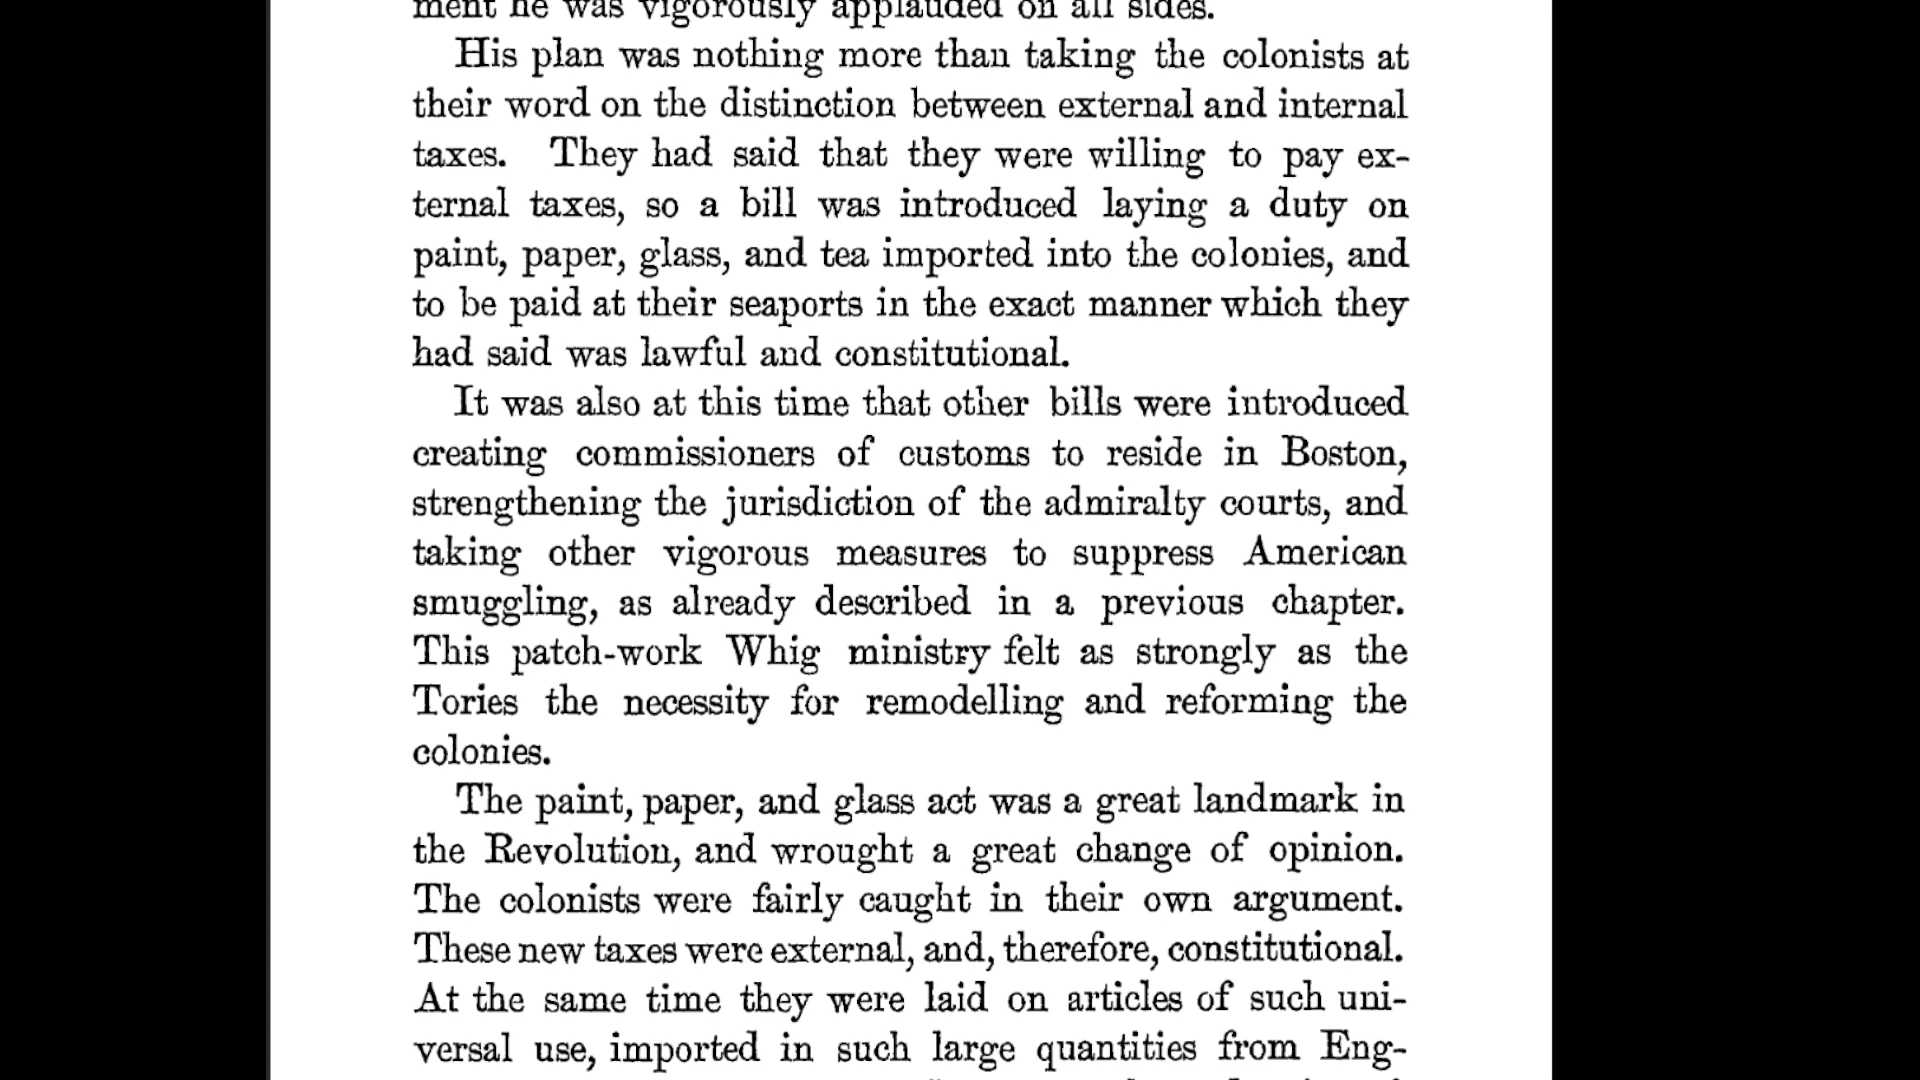 ment he was vigorously applauded on all sides.
His plan was nothing more than taking the colonists at
their word on the distinction between external and internal
taxes. They had said that they were willing to pay ex-
ternal taxes, so a bill was introduced laying a duty on
paint, paper, glass, and tea imported into the colonies, and
to be paid at their seaports in the exact manner which they
had said was lawful and constitutional.
It was also at this time that other bills were introduced
creating commissioners of customs to reside in Boston,
strengthening the jurisdiction of the admiralty courts, and
taking other vigorous measures to suppress American
smuggling, as already described in a previous chapter.
This patch-work Whig ministry felt as strongly as the
Tories the necessity for remodelling and reforming the
colonies.
The paint, paper, and glass act was a great landmark in
the Revolution, and wrought a great change of opinion.
The colonists were fairly caught in their own argument.
These new taxes were external, and, therefore, constitutional.
At the same time they were laid on articles of such uni-
versal use, imported in such large quantities from Eng-